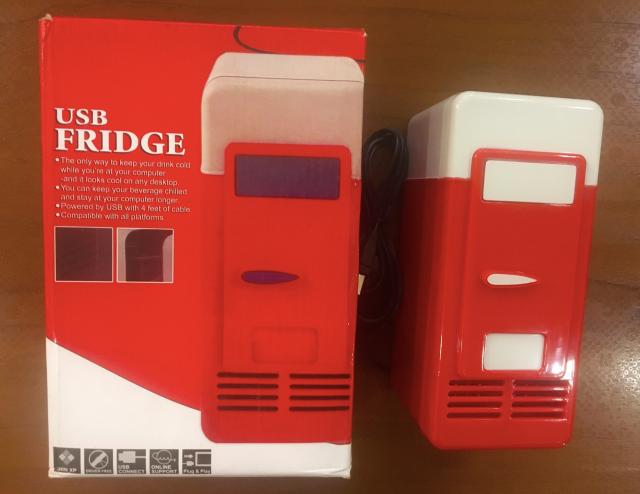 USB
FRIDGE
• The only way to keep your drink cold
while you're at your computer
-and it looks cool on any desktop.
• You can keep your beverage chilled
and stay at your computer longer.
• Powered by USB with 4 feet of cable.
• Compatible with all platforms.
DRIVER FREE
USB
CONNECT
ONLINE
SUPPORT
Plug & Play